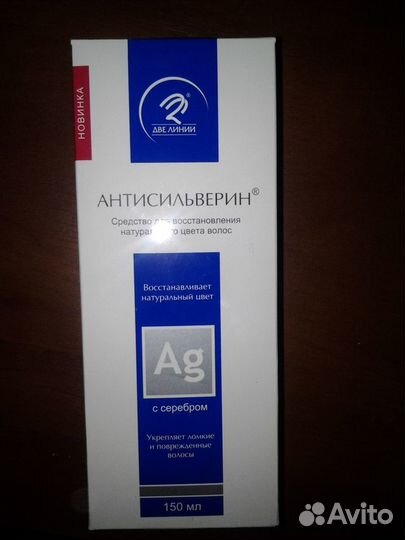 НОВИНКА
®
ДВЕ ЛИНИИ
АНТИСИЛЬВЕРИН®
Средство для восстановления
натурального цвета волос
Восстанавливает
натуральный цвет
Ag
с серебром
Укрепляет ломкие
и поврежденные
волосы
150 мл
Avito